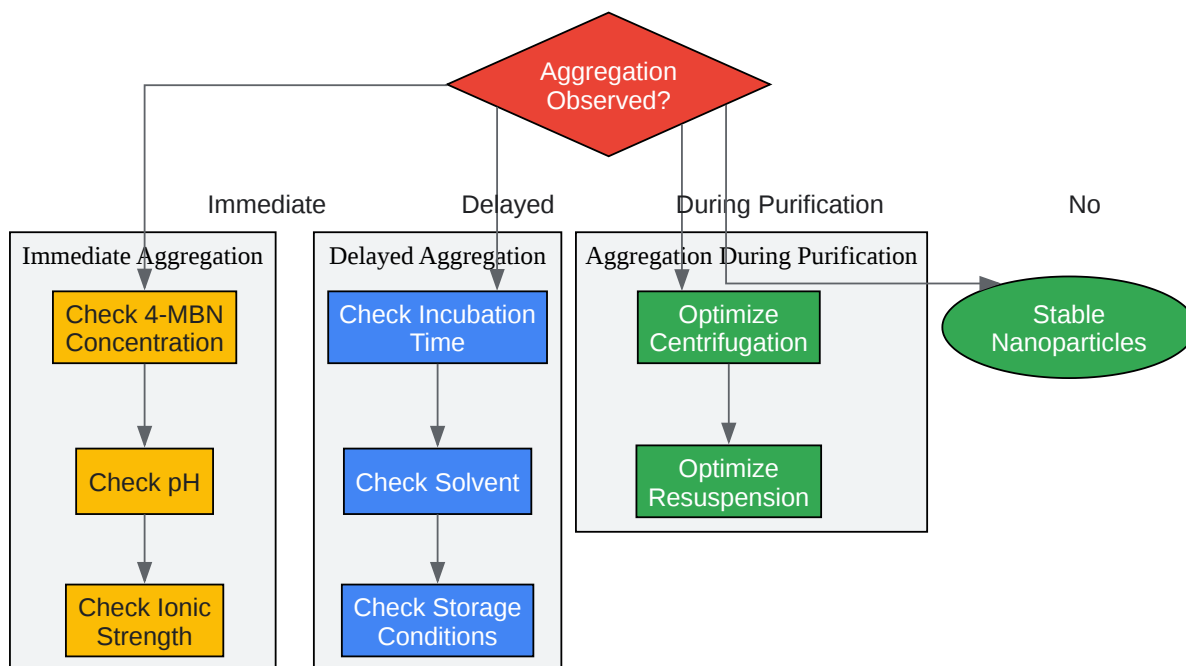 Aggregation
Observed?
Immediate
Delayed
During Purification
No
Immediate Aggregation
Check 4-MBN
Concentration
Check pH
Check Ionic
Strength
Delayed Aggregation
Check Incubation
Time
Check Solvent
Check Storage
Conditions
Aggregation During Purification
Optimize
Centrifugation
Optimize
Resuspension
Stable
Nanoparticles